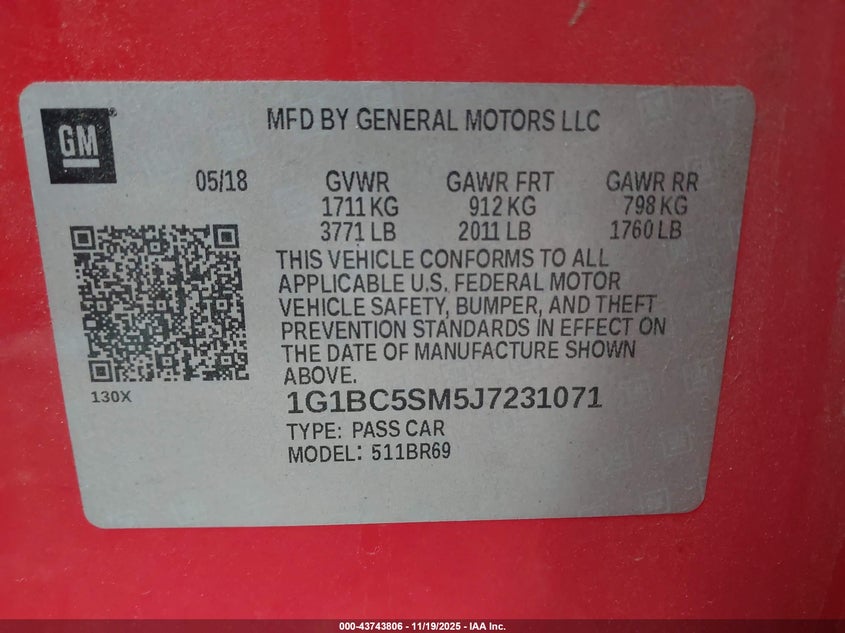 GM
MFD BY GENERAL MOTORS LLC
05/18 GVWR GAWR FRT GAWR RR
1711 KG 912 KG 798 KG
3771 LB 2011 LB 1760 LB
THIS VEHICLE CONFORMS TO ALL
APPLICABLE U.S. FEDERAL MOTOR
VEHICLE SAFETY, BUMPER, AND THEFT
PREVENTION STANDARDS IN EFFECT ON
THE DATE OF MANUFACTURE SHOWN
ABOVE.
130X
1G1BC5SM5J7231071
TYPE: PASS CAR
MODEL: 511BR69
000-43743806 - 11/19/2025 - IAA Inc.